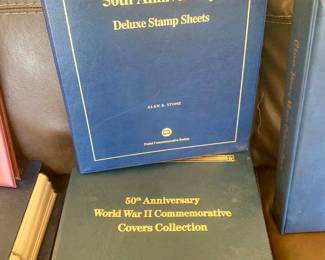 50th Anniversary
Deluxe Stamp Sheets
ALAN B. STONE
Postal Commemorative Society
50th Anniversary
World War II Commemorative
Covers Collection